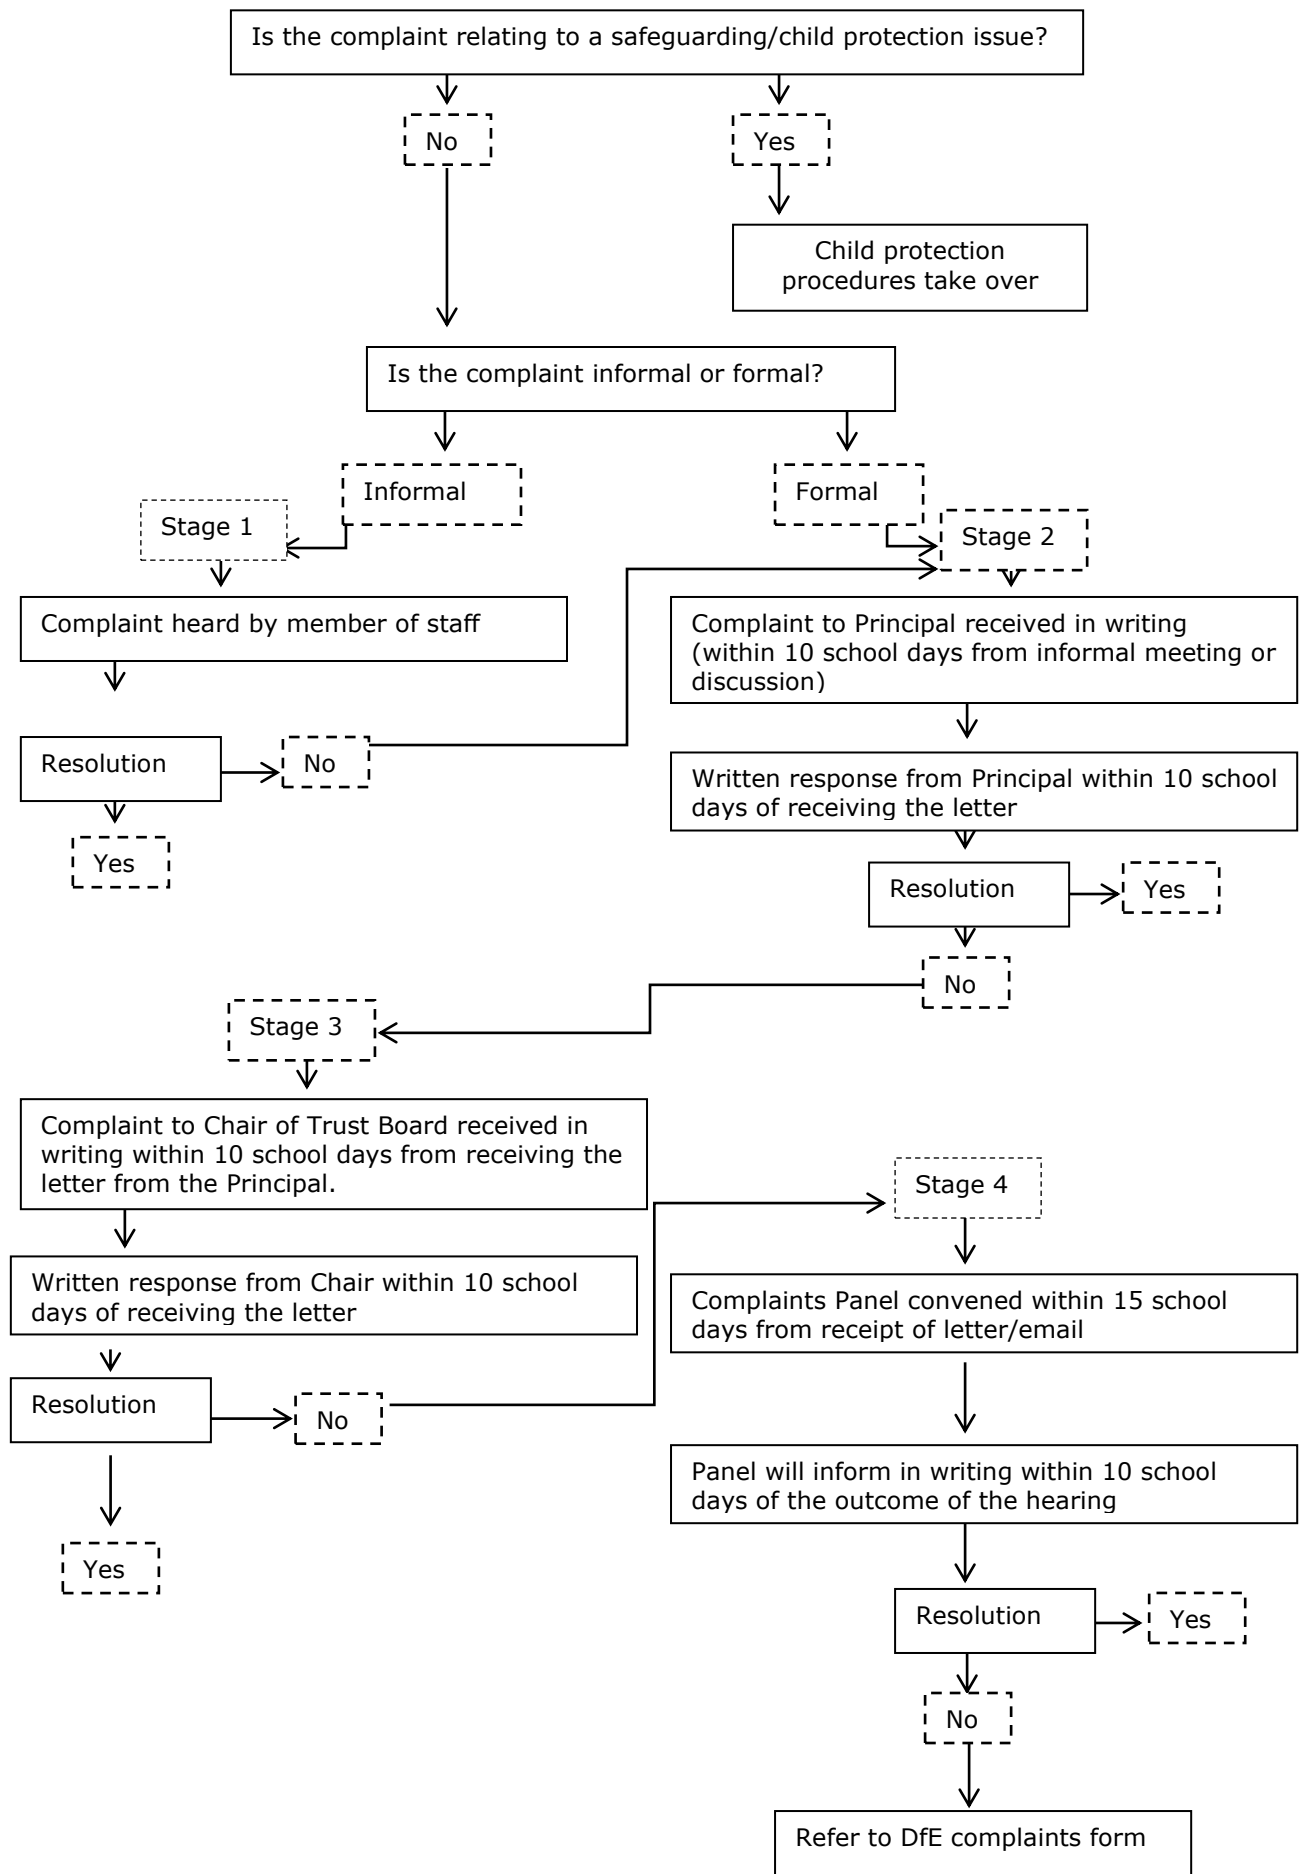 Is the complaint relating to a safeguarding/child protection issue?
No
Yes
Child protection
procedures take over
Is the complaint informal or formal?
Informal
Formal
Stage 1
Stage 2
Complaint heard by member of staff
Complaint to Principal received in writing
(within 10 school days from informal meeting or
discussion)
Resolution
No
Written response from Principal within 10 school
days of receiving the letter
Yes
Resolution
Yes
No
Stage 3
Complaint to Chair of Trust Board received in
writing within 10 school days from receiving the
letter from the Principal.
Stage 4
Written response from Chair within 10 school
days of receiving the letter
Complaints Panel convened within 15 school
days from receipt of letter/email
Resolution
No
Panel will inform in writing within 10 school
days of the outcome of the hearing
Yes
Resolution
Yes
No
Refer to DfE complaints form